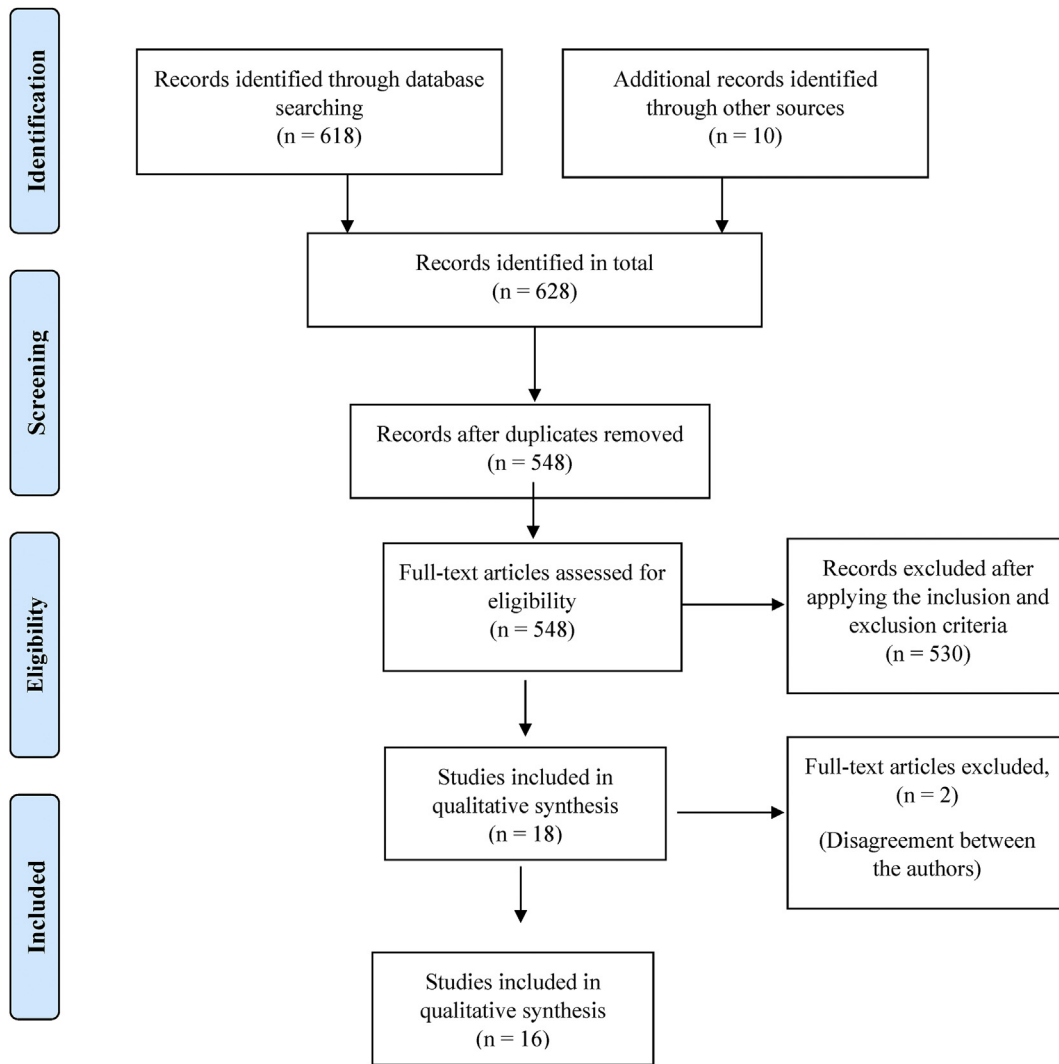 Identification
Records identified through database
searching
(n = 618)
Additional records identified
through other sources
(n = 10)
Records identified in total
(n = 628)
Screening
Records after duplicates removed
(n = 548)
Eligibility
Full-text articles assessed for
eligibility
(n = 548)
Records excluded after
applying the inclusion and
exclusion criteria
(n = 530)
Studies included in
qualitative synthesis
(n = 18)
Full-text articles excluded,
(n = 2)
(Disagreement between
the authors)
Included
Studies included in
qualitative synthesis
(n = 16)